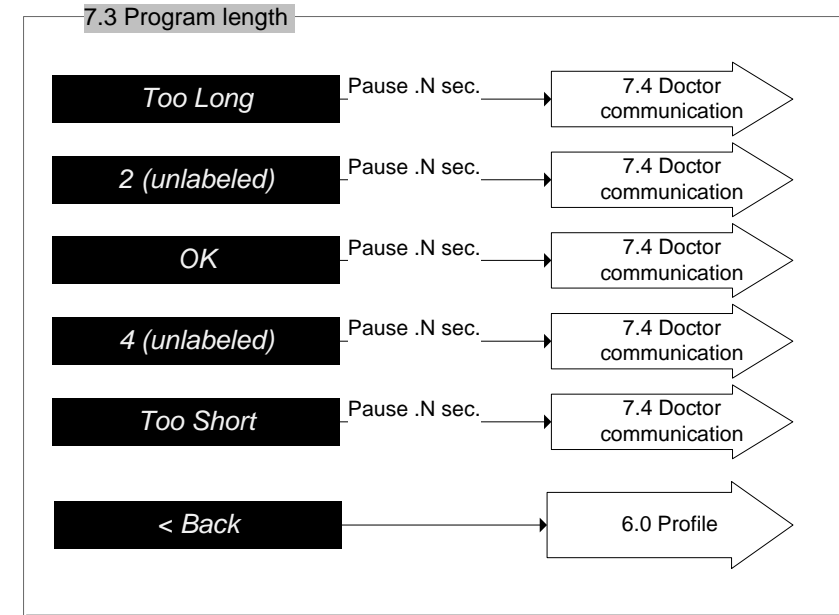 7.3 Program length
Too Long
Pause .N sec.
7.4 Doctor
communication
2 (unlabeled)
Pause .N sec.
7.4 Doctor
communication
OK
Pause .N sec.
7.4 Doctor
communication
4 (unlabeled)
Pause .N sec.
7.4 Doctor
communication
Too Short
Pause .N sec.
7.4 Doctor
communication
< Back
6.0 Profile